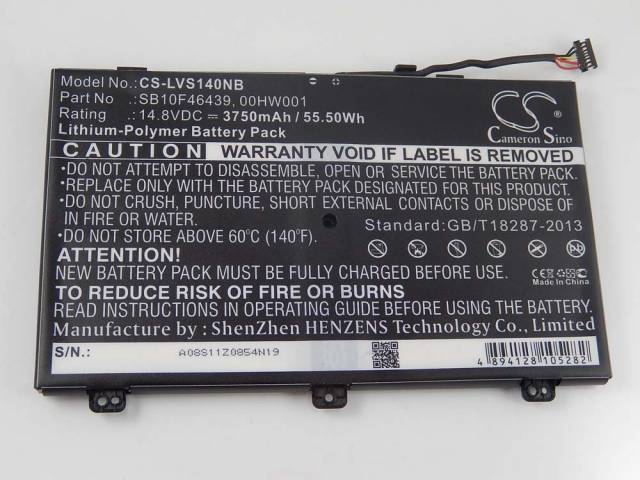 Model No.: CS-LVS140NB
Part No : SB10F46439, 00HW001
Rating : 14.8VDC ⎓ 3750mAh / 55.50Wh
Lithium-Polymer Battery Pack
CS
Cameron Sino
CAUTION WARRANTY VOID IF LABEL IS REMOVED
•DO NOT ATTEMPT TO DISASSEMBLE, OPEN OR SERVICE THE BATTERY PACK.
•REPLACE ONLY WITH THE BATTERY PACK DESIGNATED FOR THIS PRODUCT.
•DO NOT CRUSH, PUNCTURE, SHORT EXTERNAL CONTACTS OR DISPOSE OF
IN FIRE OR WATER.
•DO NOT STORE ABOVE 60°C (140°F).
Standard:GB/T18287-2013
ATTENTION!
NEW BATTERY PACK MUST BE FULLY CHARGED BEFORE USE.
Made in China
TO REDUCE RISK OF FIRE OR BURNS
READ INSTRUCTIONS IN OPERATING GUIDE BEFORE USING BATTERY PACK.
Manufacturer : ShenZhen HENZENS Technology Co., Ltd.
S/N.:
A08S11Z0854N19
4 894128 105282